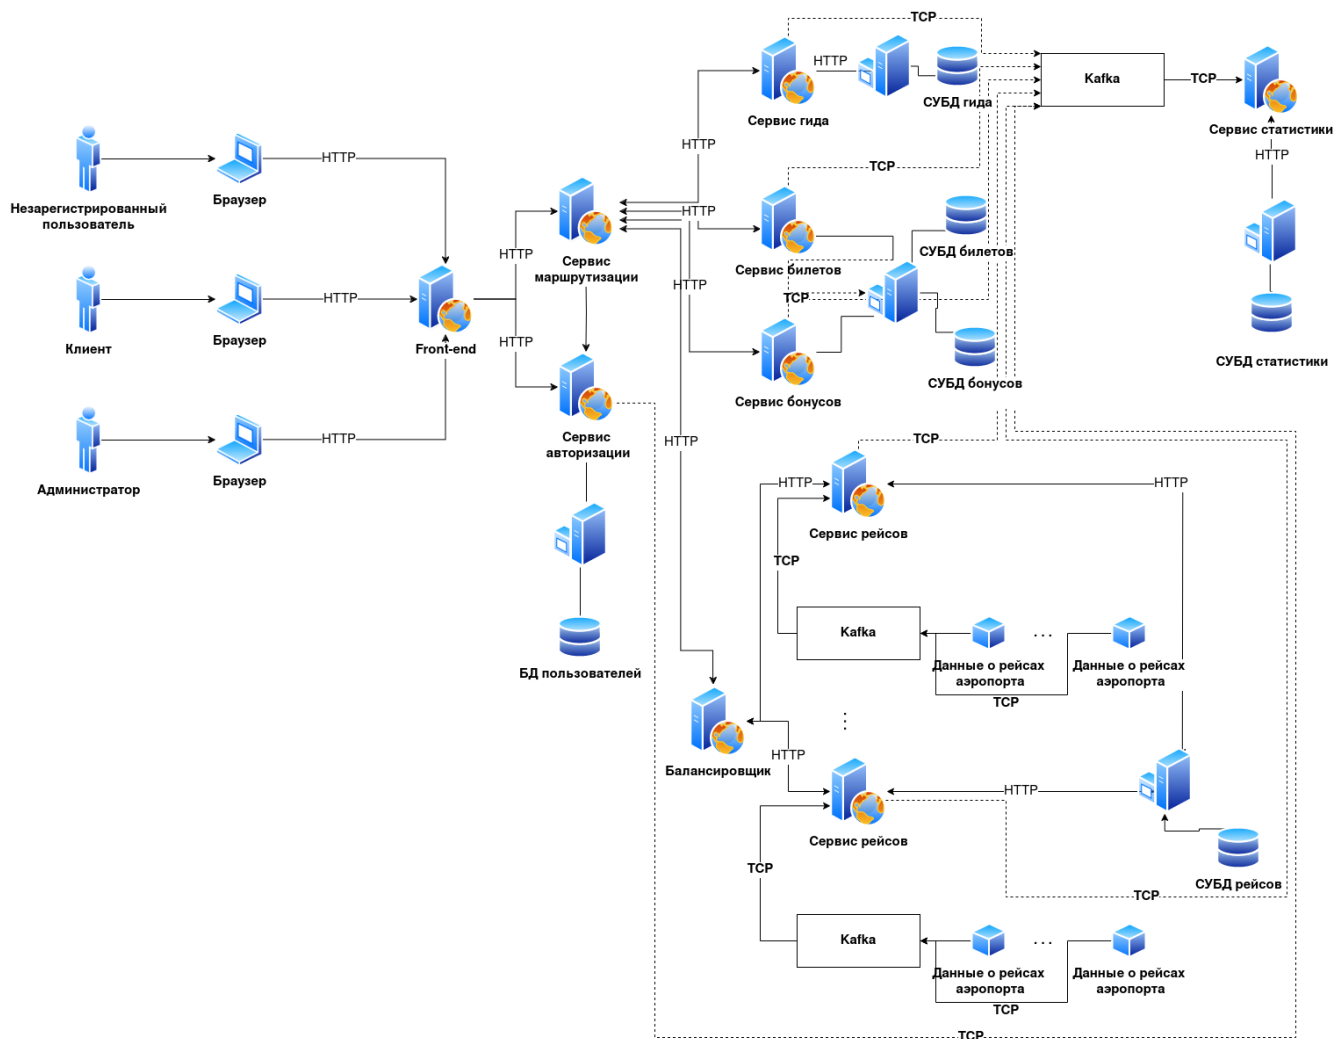 TCP
HTTP
Kafka
TCP
СУБД гида
Сервис гида
Сервис статистики
HTTP
HTTP
HTTP
TCP
Браузер
Незарегистрированный
пользователь
HTTP
СУБД билетов
Сервис
маршрутизации
HTTP
Сервис билетов
HTTP
TCP
HTTP
Браузер
Клиент
Front-end
HTTP
СУБД статистики
СУБД бонусов
Сервис бонусов
HTTP
Сервис
авторизации
HTTP
TCP
Браузер
Администратор
HTTP
HTTP
Сервис рейсов
TCP
Kafka
...
БД пользователей
Данные о рейсах
аэропорта
Данные о рейсах
аэропорта
TCP
HTTP
Балансировщик
HTTP
Сервис рейсов
TCP
СУБД рейсов
TCP
Kafka
...
Данные о рейсах
аэропорта
Данные о рейсах
аэропорта
TCP
TCP